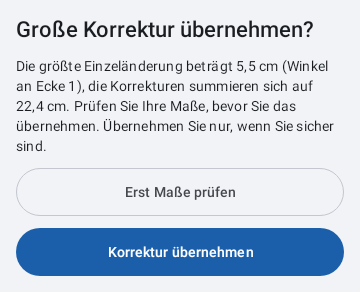 Große Korrektur übernehmen?
Die größte Einzeländerung beträgt 5,5 cm (Winkel
an Ecke 1), die Korrekturen summieren sich auf
22,4 cm. Prüfen Sie Ihre Maße, bevor Sie das
übernehmen. Übernehmen Sie nur, wenn Sie sicher
sind.
Erst Maße prüfen
Korrektur übernehmen